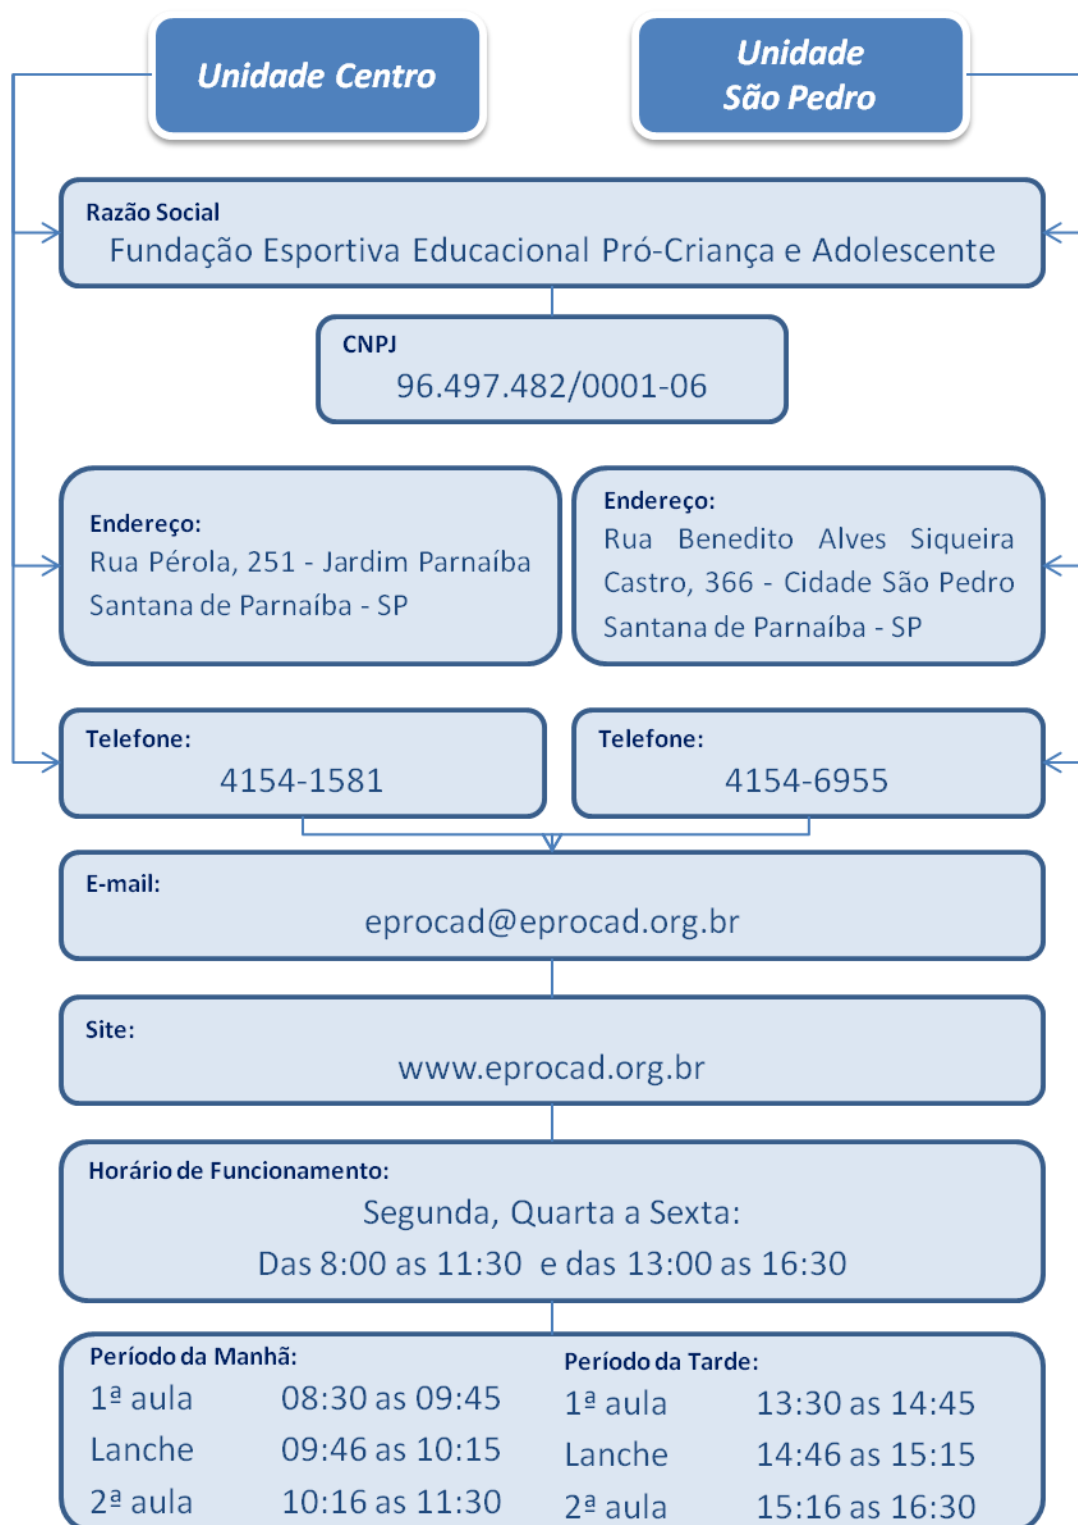 Unidade Centro
Unidade
São Pedro
Razão Social
Fundação Esportiva Educacional Pró-Criança e Adolescente
CNPJ
96.497.482/0001-06
Endereço:
Rua Pérola, 251 - Jardim Parnaíba
Santana de Parnaíba - SP
Endereço:
Rua Benedito Alves Siqueira
Castro, 366 - Cidade São Pedro
Santana de Parnaíba - SP
Telefone:
4154-1581
Telefone:
4154-6955
E-mail:
eprocad@eprocad.org.br
Site:
www.eprocad.org.br
Horário de Funcionamento:
Segunda, Quarta a Sexta:
Das 8:00 as 11:30 e das 13:00 as 16:30
Período da Manhã:
1ª aula 08:30 as 09:45
Lanche 09:46 as 10:15
2ª aula 10:16 as 11:30
Período da Tarde:
1ª aula 13:30 as 14:45
Lanche 14:46 as 15:15
2ª aula 15:16 as 16:30